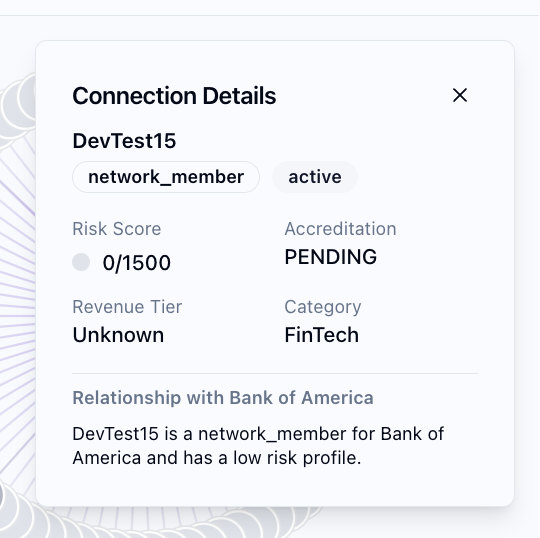 Connection Details
DevTest15
network_member active
Risk Score Accreditation
0/1500 PENDING
Revenue Tier Category
Unknown FinTech
Relationship with Bank of America
DevTest15 is a network_member for Bank of
America and has a low risk profile.